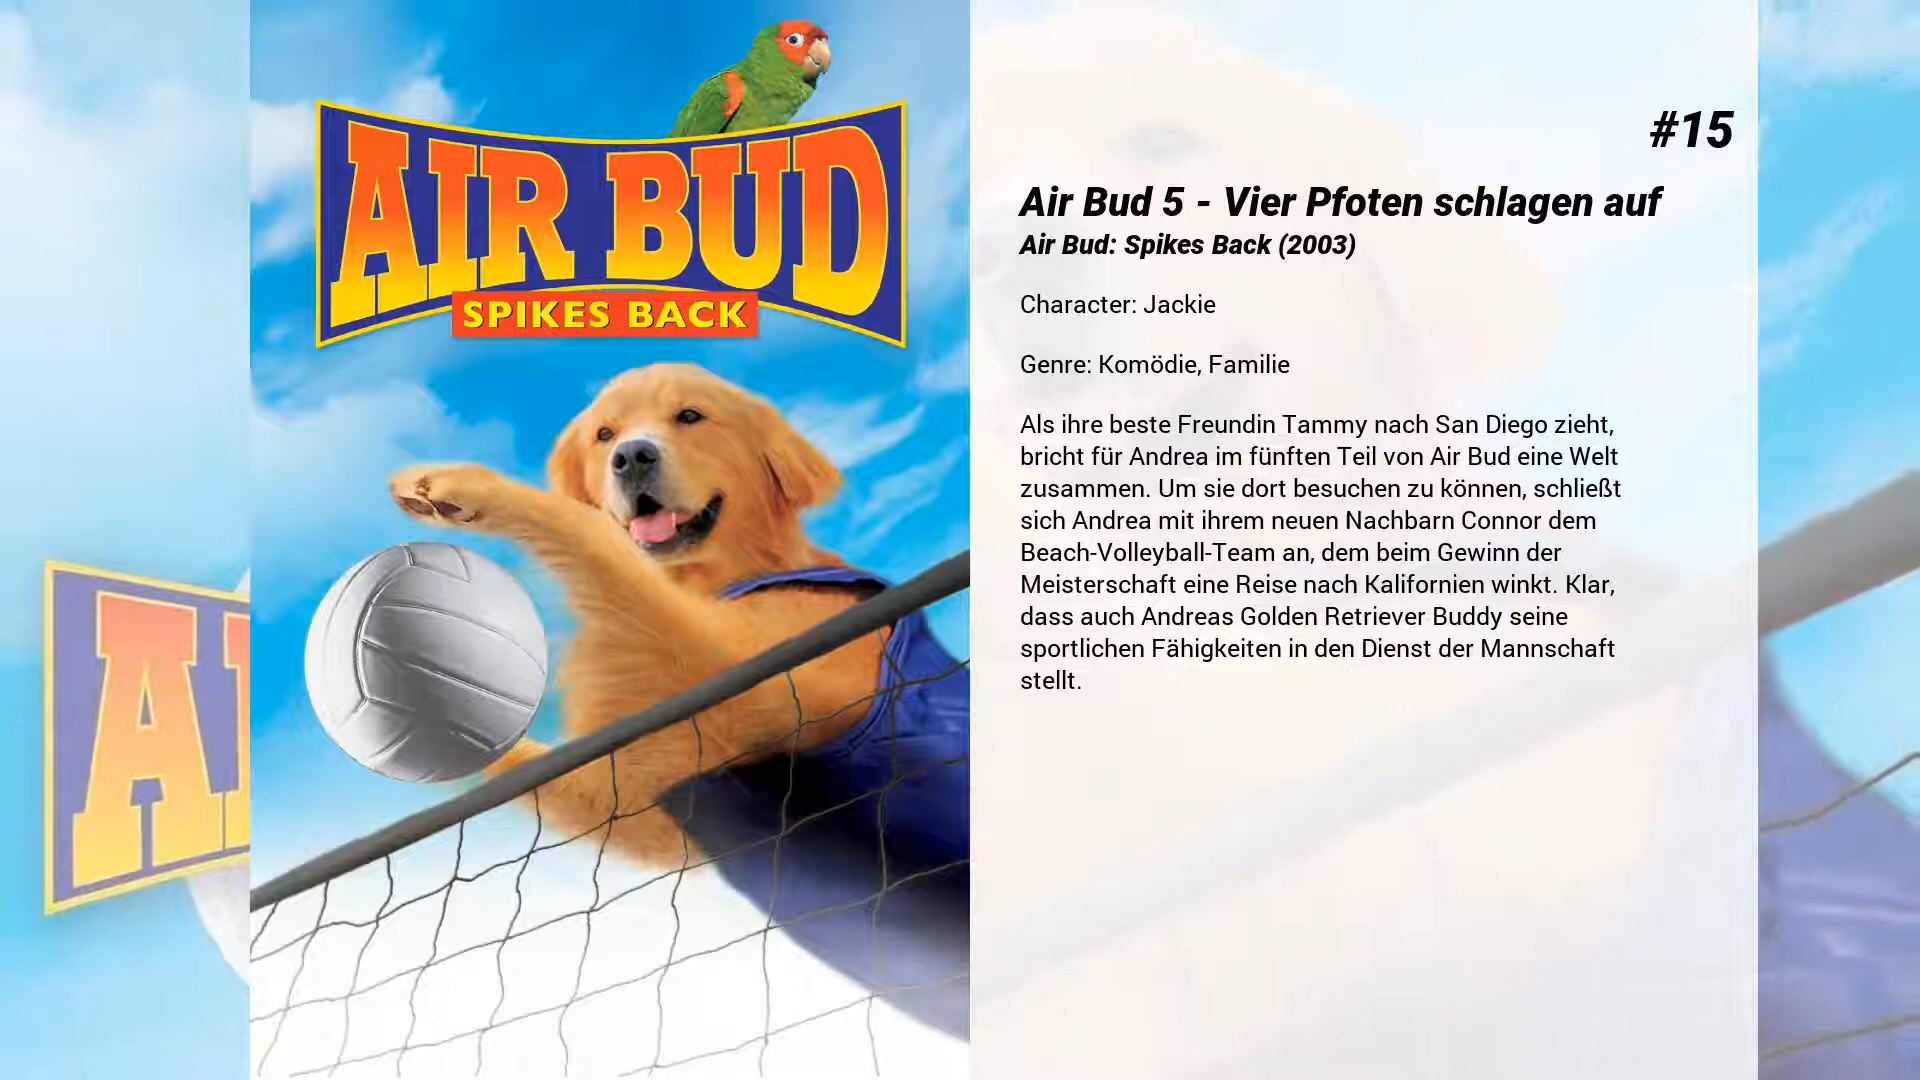 AIR BUD
SPIKES BACK
#15
Air Bud 5 - Vier Pfoten schlagen auf
Air Bud: Spikes Back (2003)
Character: Jackie
Genre: Komödie, Familie
Als ihre beste Freundin Tammy nach San Diego zieht,
bricht für Andrea im fünften Teil von Air Bud eine Welt
zusammen. Um sie dort besuchen zu können, schließt
sich Andrea mit ihrem neuen Nachbarn Connor dem
Beach-Volleyball-Team an, dem beim Gewinn der
Meisterschaft eine Reise nach Kalifornien winkt. Klar,
dass auch Andreas Golden Retriever Buddy seine
sportlichen Fähigkeiten in den Dienst der Mannschaft
stellt.